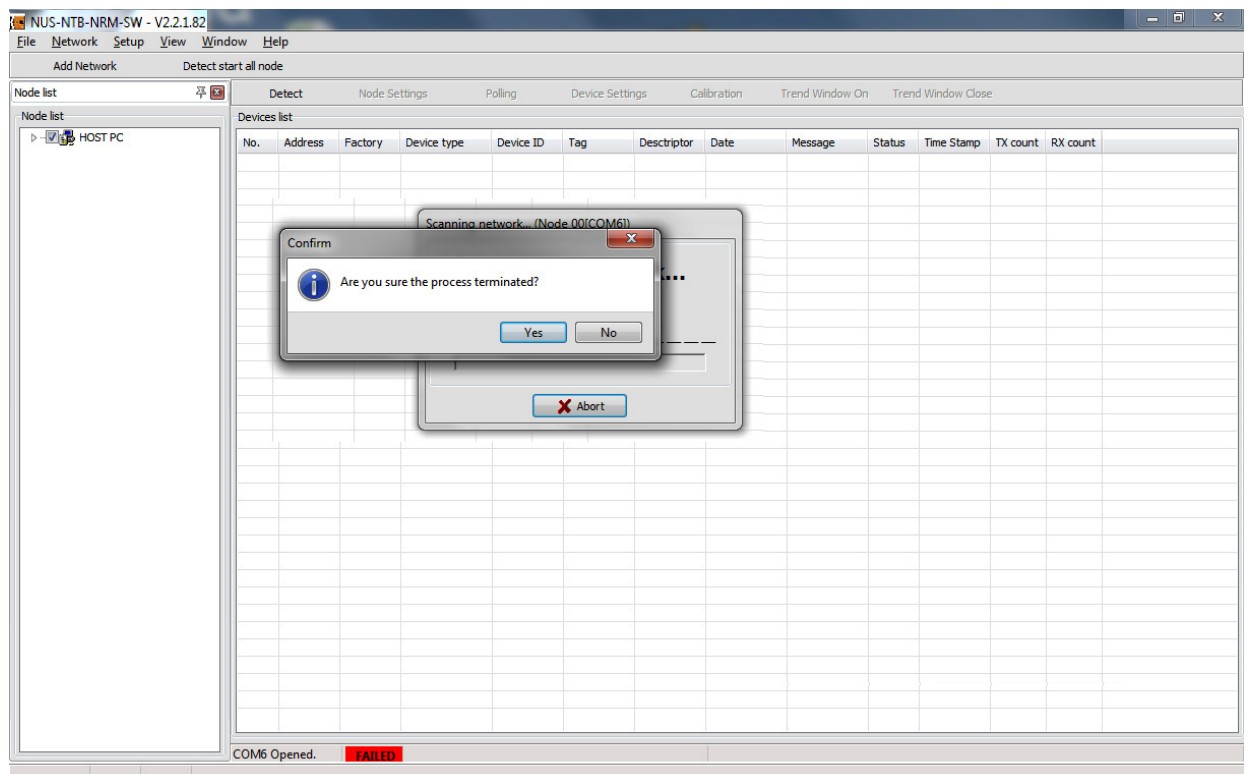 NUS-NTB-NRM-SW - V2.2.1.82
File Network Setup View Window Help
Add Network Detect start all node
Node list
Detect Node Settings Polling Device Settings Calibration Trend Window On Trend Window Close
Node list
HOST PC
Devices list
No. Address Factory Device type Device ID Tag Desctriptor Date Message Status Time Stamp TX count RX count
Scanning network... (Node 00[COM6])
Confirm
Are you sure the process terminated?
Yes No
Abort
COM6 Opened. FAILED